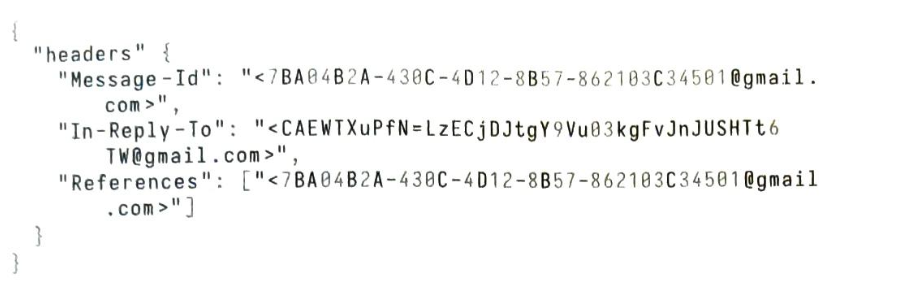 {
"headers" {
"Message-Id": "<7BA04B2A-430C-4D12-8B57-862103C34501@gmail.
com>",
"In-Reply-To": "<CAEWTXuPfN=LzECjDJtgY9Vu03kgFvJnJUSHTt6
TW@gmail.com>",
"References": ["<7BA04B2A-430C-4D12-8B57-862103C34501@gmail
.com>"]
}
}